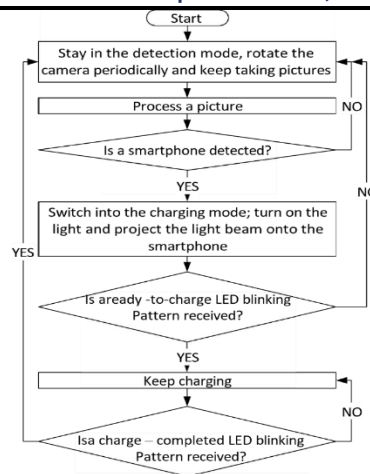 Start
Stay in the detection mode, rotate the
camera periodically and keep taking pictures
Process a picture
NO
Is a smartphone detected?
YES
NO
Switch into the charging mode; turn on the
light and project the light beam onto the
smartphone
YES
Is aready -to-charge LED blinking
Pattern received?
YES
Keep charging
NO
Isa charge – completed LED blinking
Pattern received?